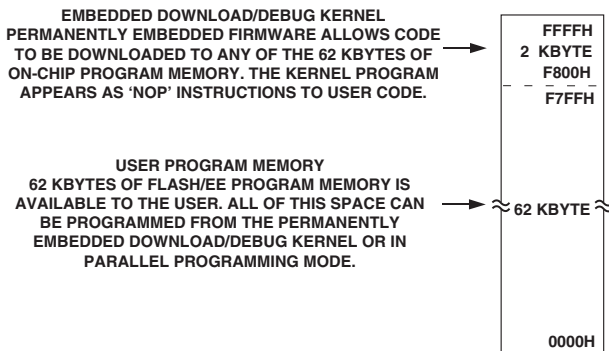 EMBEDDED DOWNLOAD/DEBUG KERNEL
PERMANENTLY EMBEDDED FIRMWARE ALLOWS CODE
TO BE DOWNLOADED TO ANY OF THE 62 KBYTES OF
ON-CHIP PROGRAM MEMORY. THE KERNEL PROGRAM
APPEARS AS ‘NOP’ INSTRUCTIONS TO USER CODE.
FFFFH
2 KBYTE
F800H
F7FFH
USER PROGRAM MEMORY
62 KBYTES OF FLASH/EE PROGRAM MEMORY IS
AVAILABLE TO THE USER. ALL OF THIS SPACE CAN
BE PROGRAMMED FROM THE PERMANENTLY
EMBEDDED DOWNLOAD/DEBUG KERNEL OR IN
PARALLEL PROGRAMMING MODE.
62 KBYTE
0000H